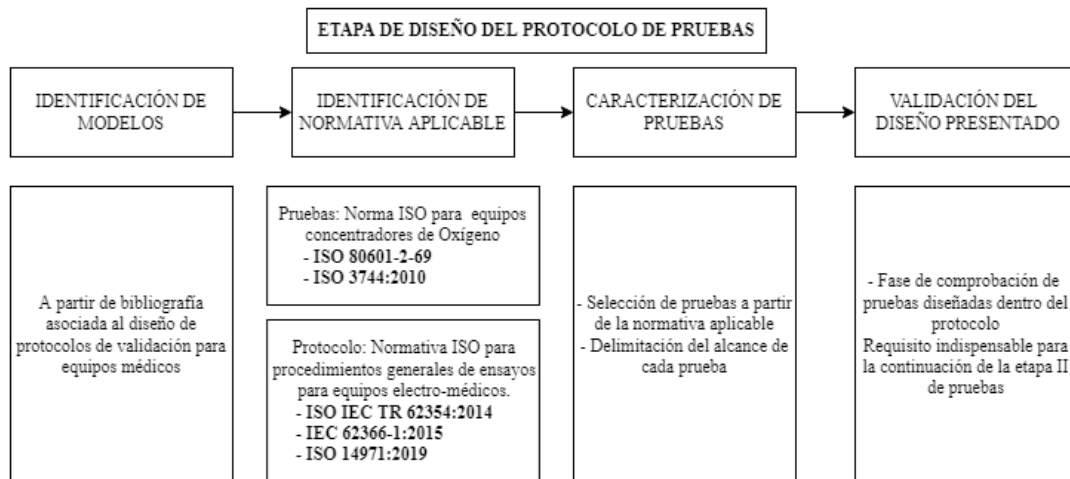 ETAPA DE DISEÑO DEL PROTOCOLO DE PRUEBAS
IDENTIFICACIÓN DE
MODELOS
IDENTIFICACIÓN DE
NORMATIVA APLICABLE
CARACTERIZACIÓN DE
PRUEBAS
VALIDACIÓN DEL
DISEÑO PRESENTADO
A partir de bibliografía
asociada al diseño de
protocolos de validación para
equipos médicos
Pruebas: Norma ISO para equipos
concentradores de Oxígeno
- ISO 80601-2-69
- ISO 3744:2010
Protocolo: Normativa ISO para
procedimientos generales de ensayos
para equipos electro-médicos.
- ISO IEC TR 62354:2014
- IEC 62366-1:2015
- ISO 14971:2019
- Selección de pruebas a partir
de la normativa aplicable
- Delimitación del alcance de
cada prueba
- Fase de comprobación de
pruebas diseñadas dentro del
protocolo
Requisito indispensable para
la continuación de la etapa II
de pruebas